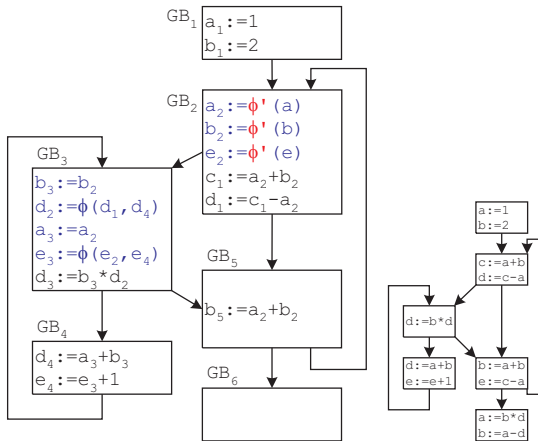 GB₁
a₁:=1
b₁:=2
GB₂
a₂:=ϕ'(a)
b₂:=ϕ'(b)
e₂:=ϕ'(e)
c₁:=a₂+b₂
d₁:=c₁-a₂
GB₃
b₃:=b₂
d₂:=ϕ(d₁,d₄)
a₃:=a₂
e₃:=ϕ(e₂,e₄)
d₃:=b₃*d₂
GB₄
d₄:=a₃+b₃
e₄:=e₃+1
GB₅
b₅:=a₂+b₂
GB₆
a:=1
b:=2
c:=a+b
d:=c-a
d:=b*d
d:=a+b
e:=e+1
b:=a+b
e:=c-a
a:=b*d
b:=a-d